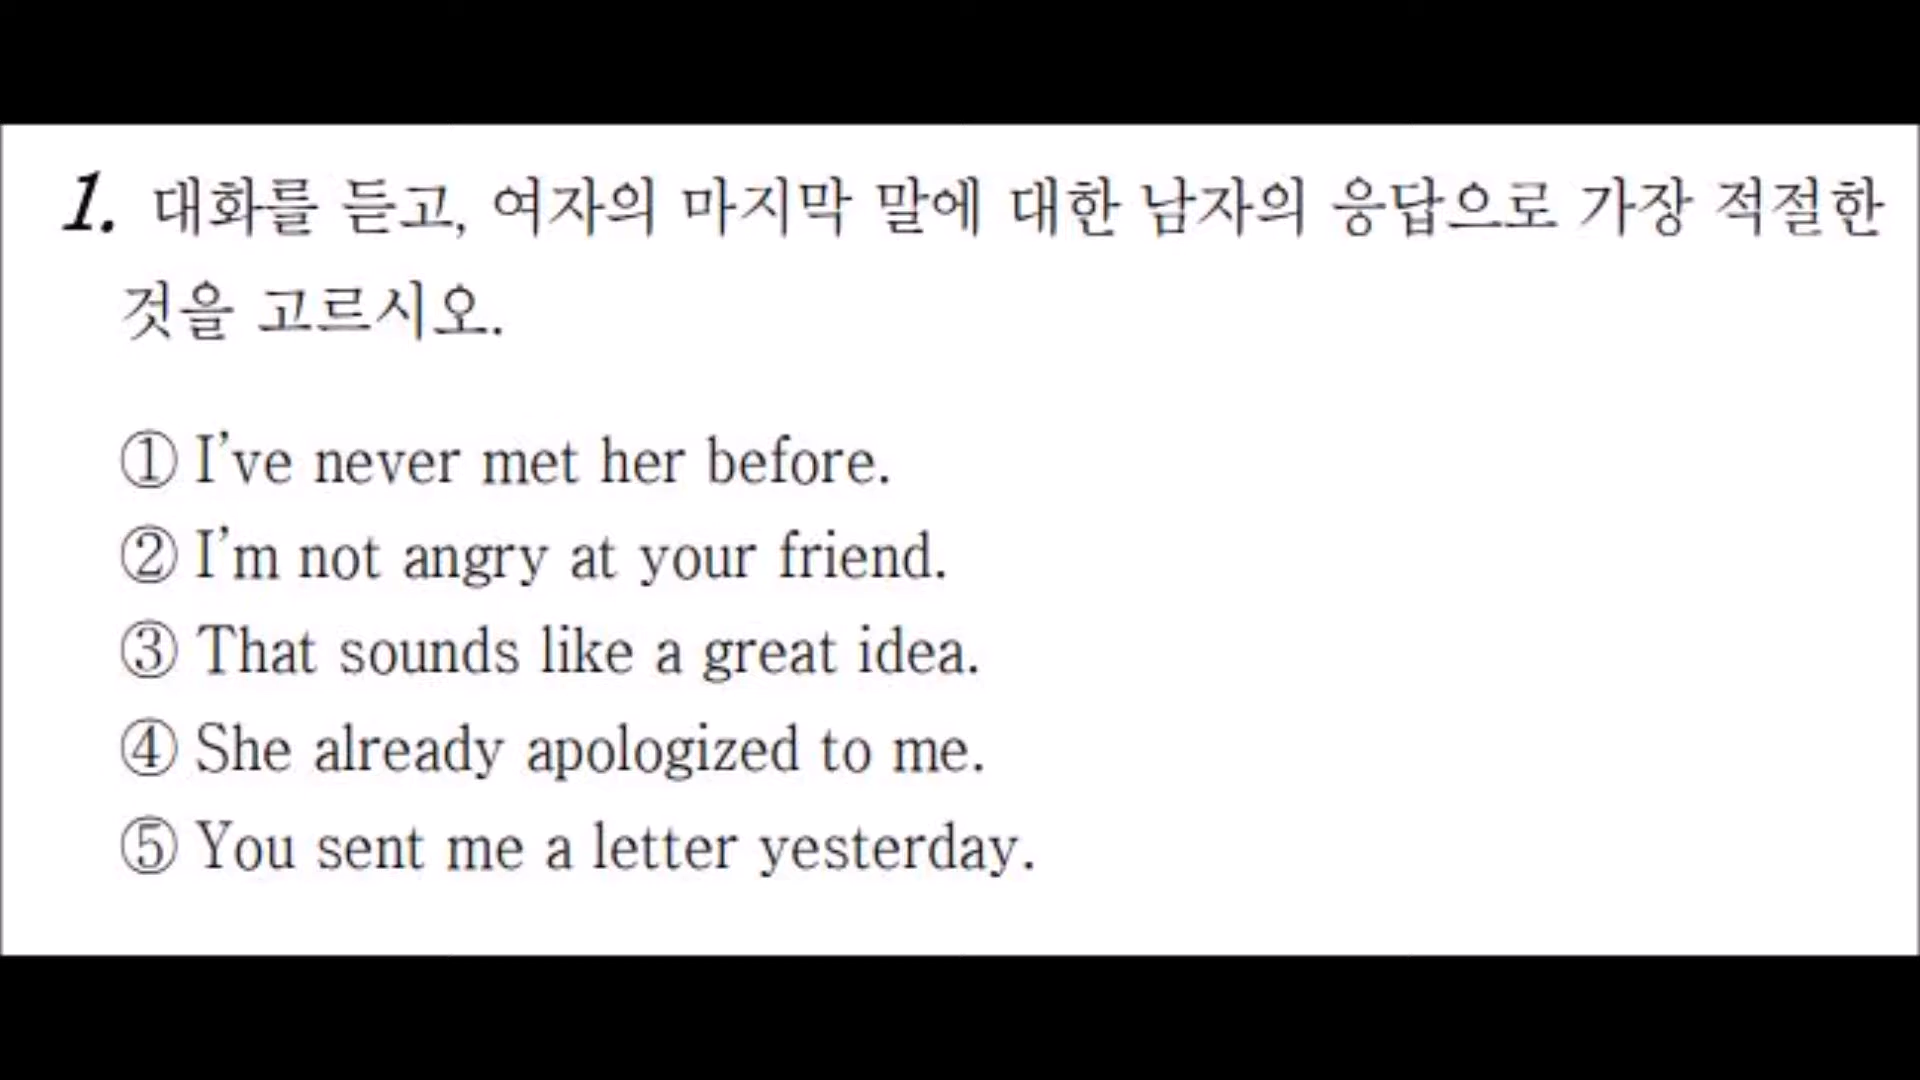 1. 대화를 듣고, 여자의 마지막 말에 대한 남자의 응답으로 가장 적절한
것을 고르시오.
① I've never met her before.
② I'm not angry at your friend.
③ That sounds like a great idea.
④ She already apologized to me.
⑤ You sent me a letter yesterday.